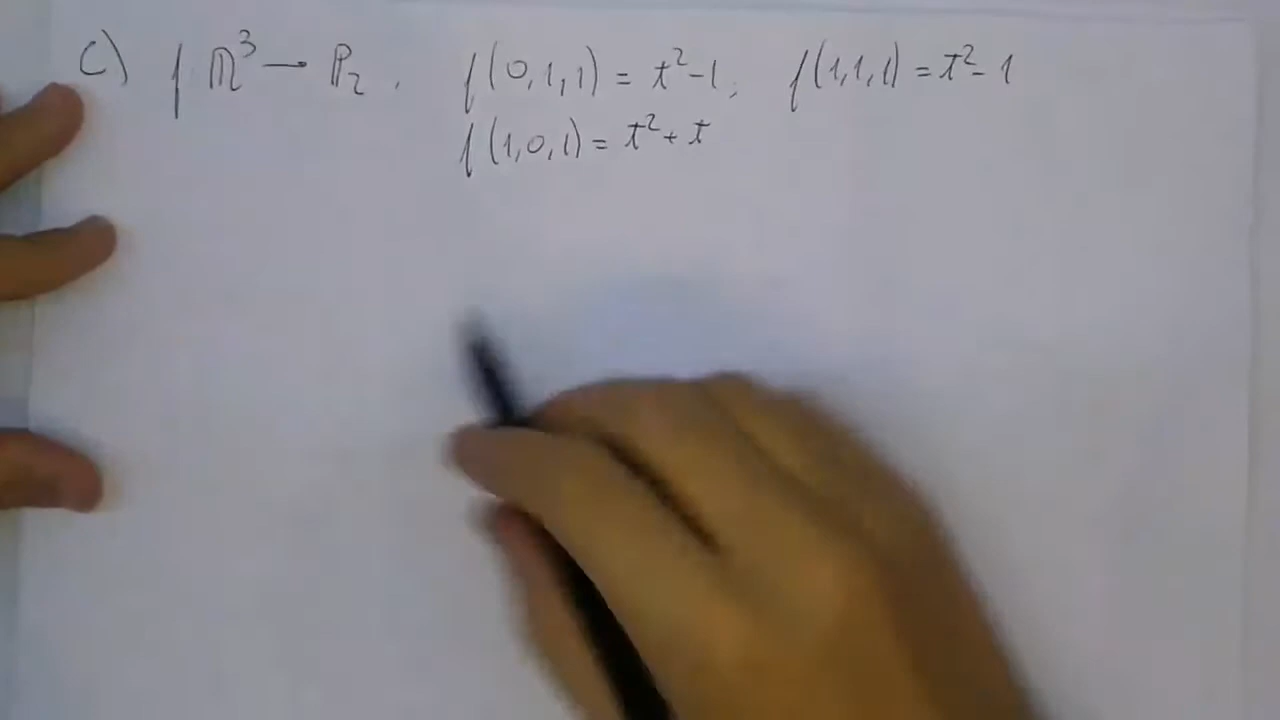 c) f ℝ³ → P₂, f(0,1,1) = t²-1, f(1,1,1) = t²-1
f(1,0,1) = t²+t